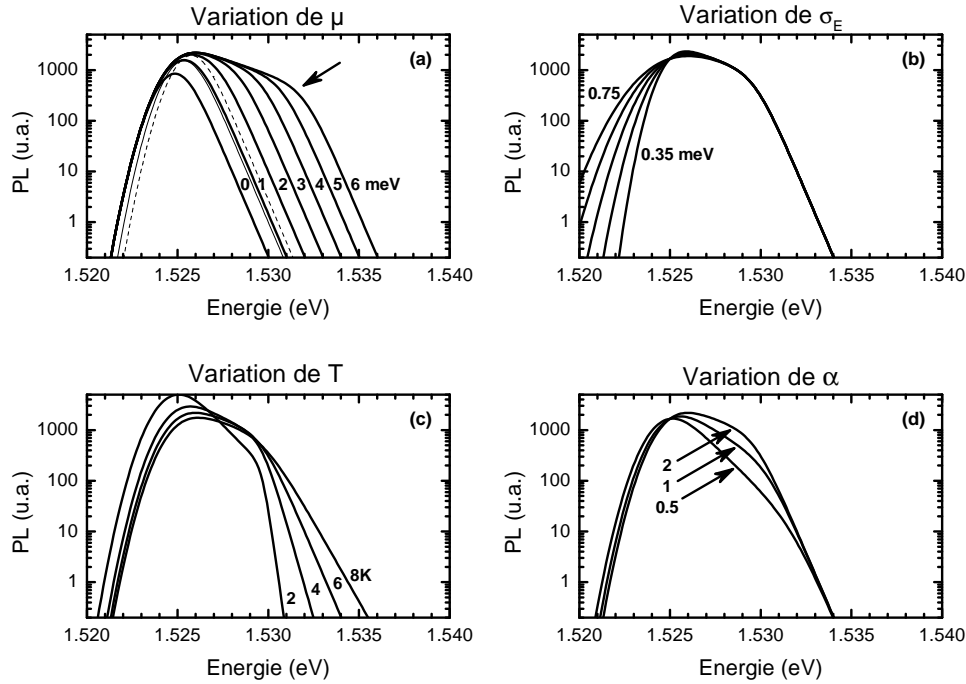 Variation de μ
(a)
PL (u.a.)
1000
100
10
1
0 1 2 3 4 5 6 meV
1.520 1.525 1.530 1.535 1.540
Energie (eV)
Variation de σE
(b)
PL (u.a.)
1000
100
10
1
0.75
0.35 meV
1.520 1.525 1.530 1.535 1.540
Energie (eV)
Variation de T
(c)
PL (u.a.)
1000
100
10
1
2 4 6 8K
1.520 1.525 1.530 1.535 1.540
Energie (eV)
Variation de α
(d)
PL (u.a.)
1000
100
10
1
2
1
0.5
1.520 1.525 1.530 1.535 1.540
Energie (eV)